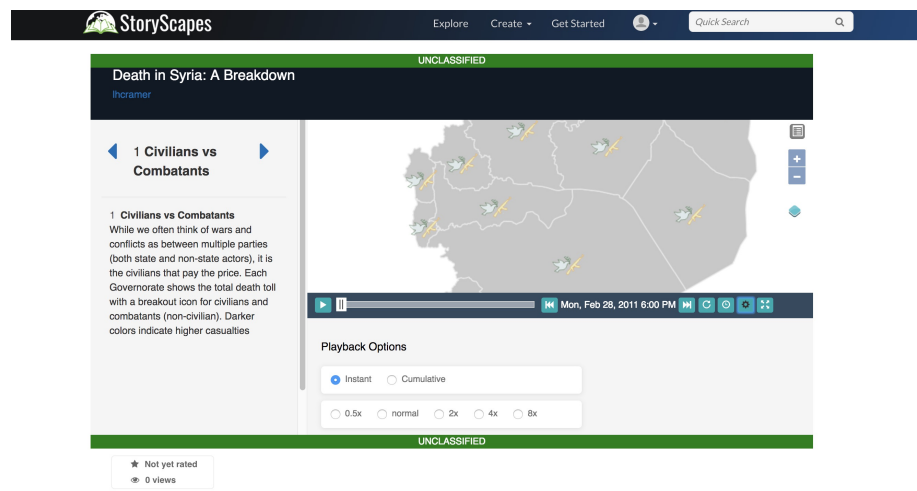 StoryScapes
Explore Create Get Started Quick Search
UNCLASSIFIED
Death in Syria: A Breakdown
lhcramer
1 Civilians vs
Combatants
1 Civilians vs Combatants
While we often think of wars and
conflicts as between multiple parties
(both state and non-state actors), it is
the civilians that pay the price. Each
Governorate shows the total death toll
with a breakout icon for civilians and
combatants (non-civilian). Darker
colors indicate higher casualties
+
−
Mon, Feb 28, 2011 6:00 PM
Playback Options
Instant Cumulative
0.5x normal 2x 4x 8x
UNCLASSIFIED
Not yet rated
0 views